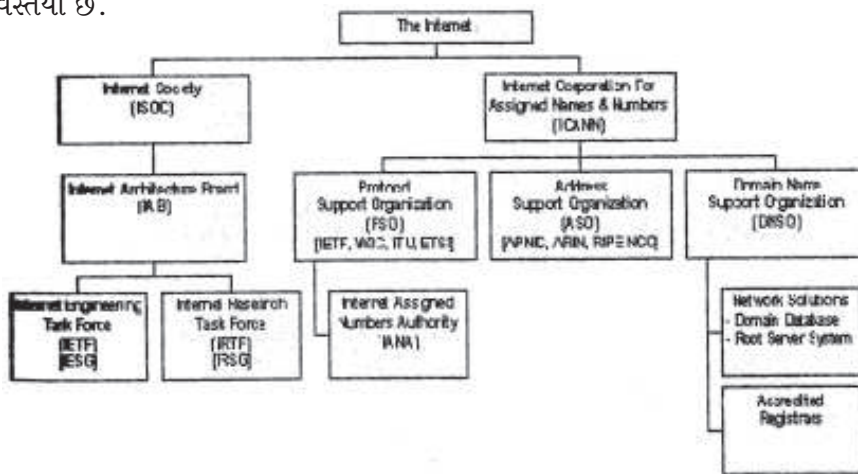 છે.
The Internet
Internet Society
(ISOC)
Internet Corporation For
Assigned Names & Numbers
(ICANN)
Internet Architecture Board
(IAB)
Protocol
Support Organization
(PSO)
[IETF, W3C, ITU, ETSI]
Address
Support Organization
(ASO)
[APNIC, ARIN, RIPE NCC]
Domain Name
Support Organization
(DNSO)
Internet Engineering
Task Force
(IETF)
[IESG]
Internet Research
Task Force
(IRTF)
[IRSG]
Internet Assigned
Numbers Authority
(IANA)
Network Solutions
- Domain Database
- Root Server System
Accredited
Registrars